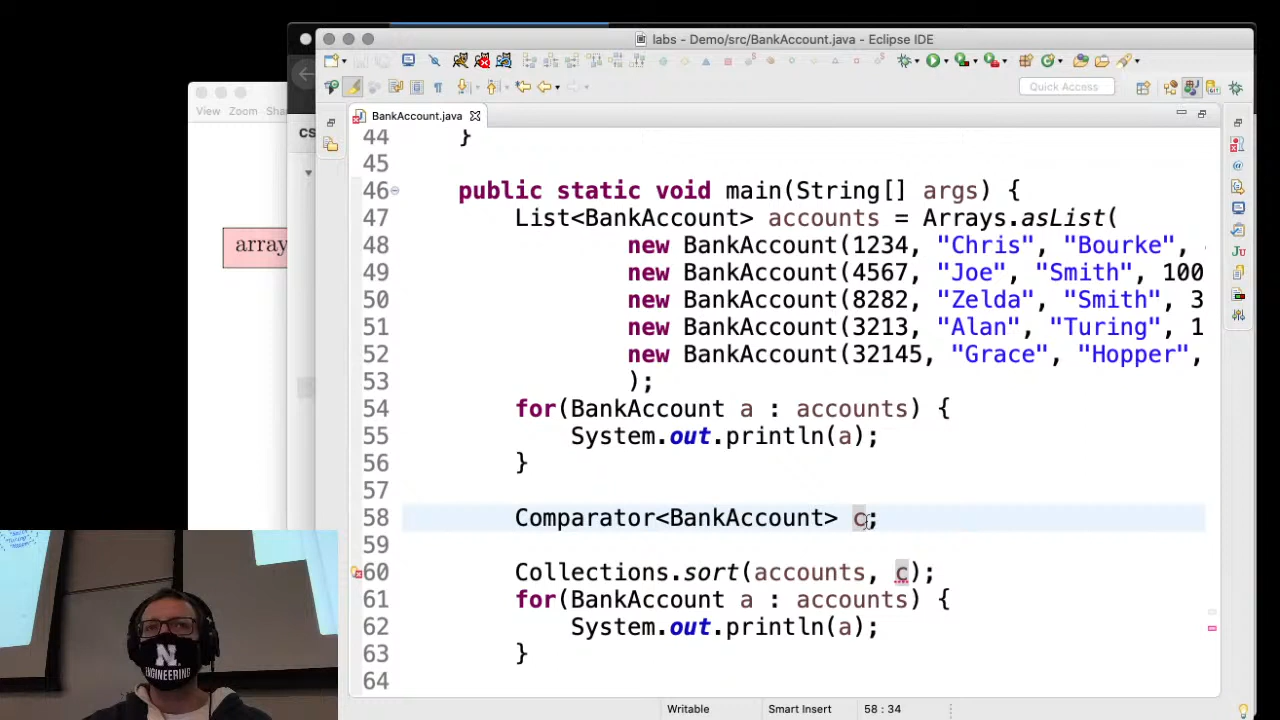 labs - Demo/src/BankAccount.java - Eclipse IDE
Quick Access
View Zoom
BankAccount.java
CS
array
44 }
45
46 public static void main(String[] args) {
47 List<BankAccount> accounts = Arrays.asList(
48 new BankAccount(1234, "Chris", "Bourke",
49 new BankAccount(4567, "Joe", "Smith", 100
50 new BankAccount(8282, "Zelda", "Smith", 3
51 new BankAccount(3213, "Alan", "Turing", 1
52 new BankAccount(32145, "Grace", "Hopper",
53 );
54 for(BankAccount a : accounts) {
55 System.out.println(a);
56 }
57
58 Comparator<BankAccount> c;
59
60 Collections.sort(accounts, c);
61 for(BankAccount a : accounts) {
62 System.out.println(a);
63 }
64
N
ENGINEERING
Writable Smart Insert 58 : 34